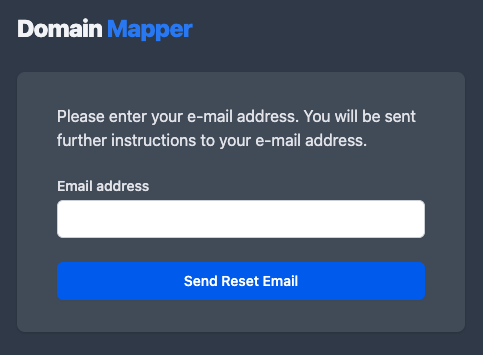 Domain Mapper
Please enter your e-mail address. You will be sent
further instructions to your e-mail address.
Email address
Send Reset Email